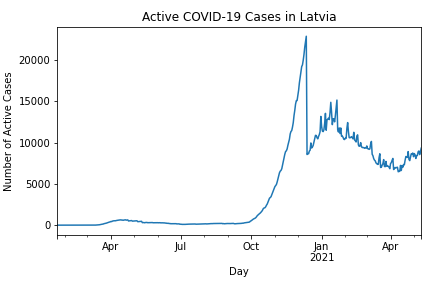 Active COVID-19 Cases in Latvia
Number of Active Cases
20000
15000
10000
5000
0
Apr
Jul
Oct
Jan
2021
Apr
Day